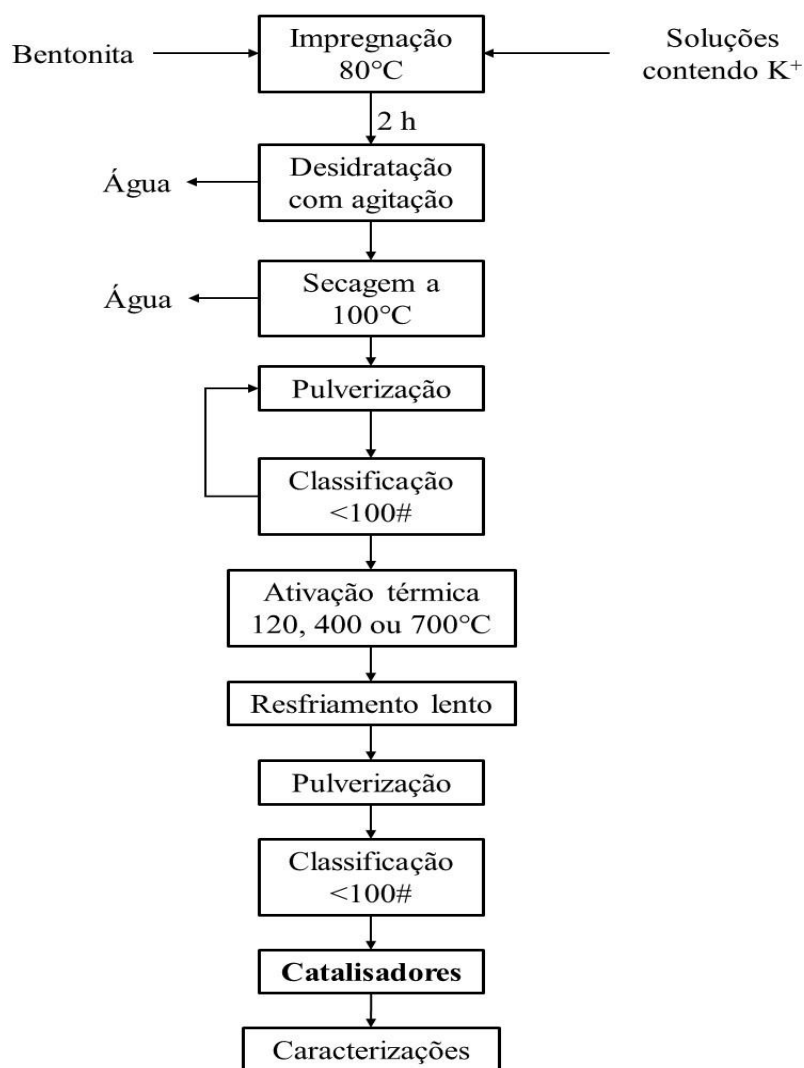 Bentonita
Impregnação
80°C
Soluções
contendo K⁺
2 h
Água
Desidratação
com agitação
Água
Secagem a
100°C
Pulverização
Classificação
<100#
Ativação térmica
120, 400 ou 700°C
Resfriamento lento
Pulverização
Classificação
<100#
Catalisadores
Caracterizações